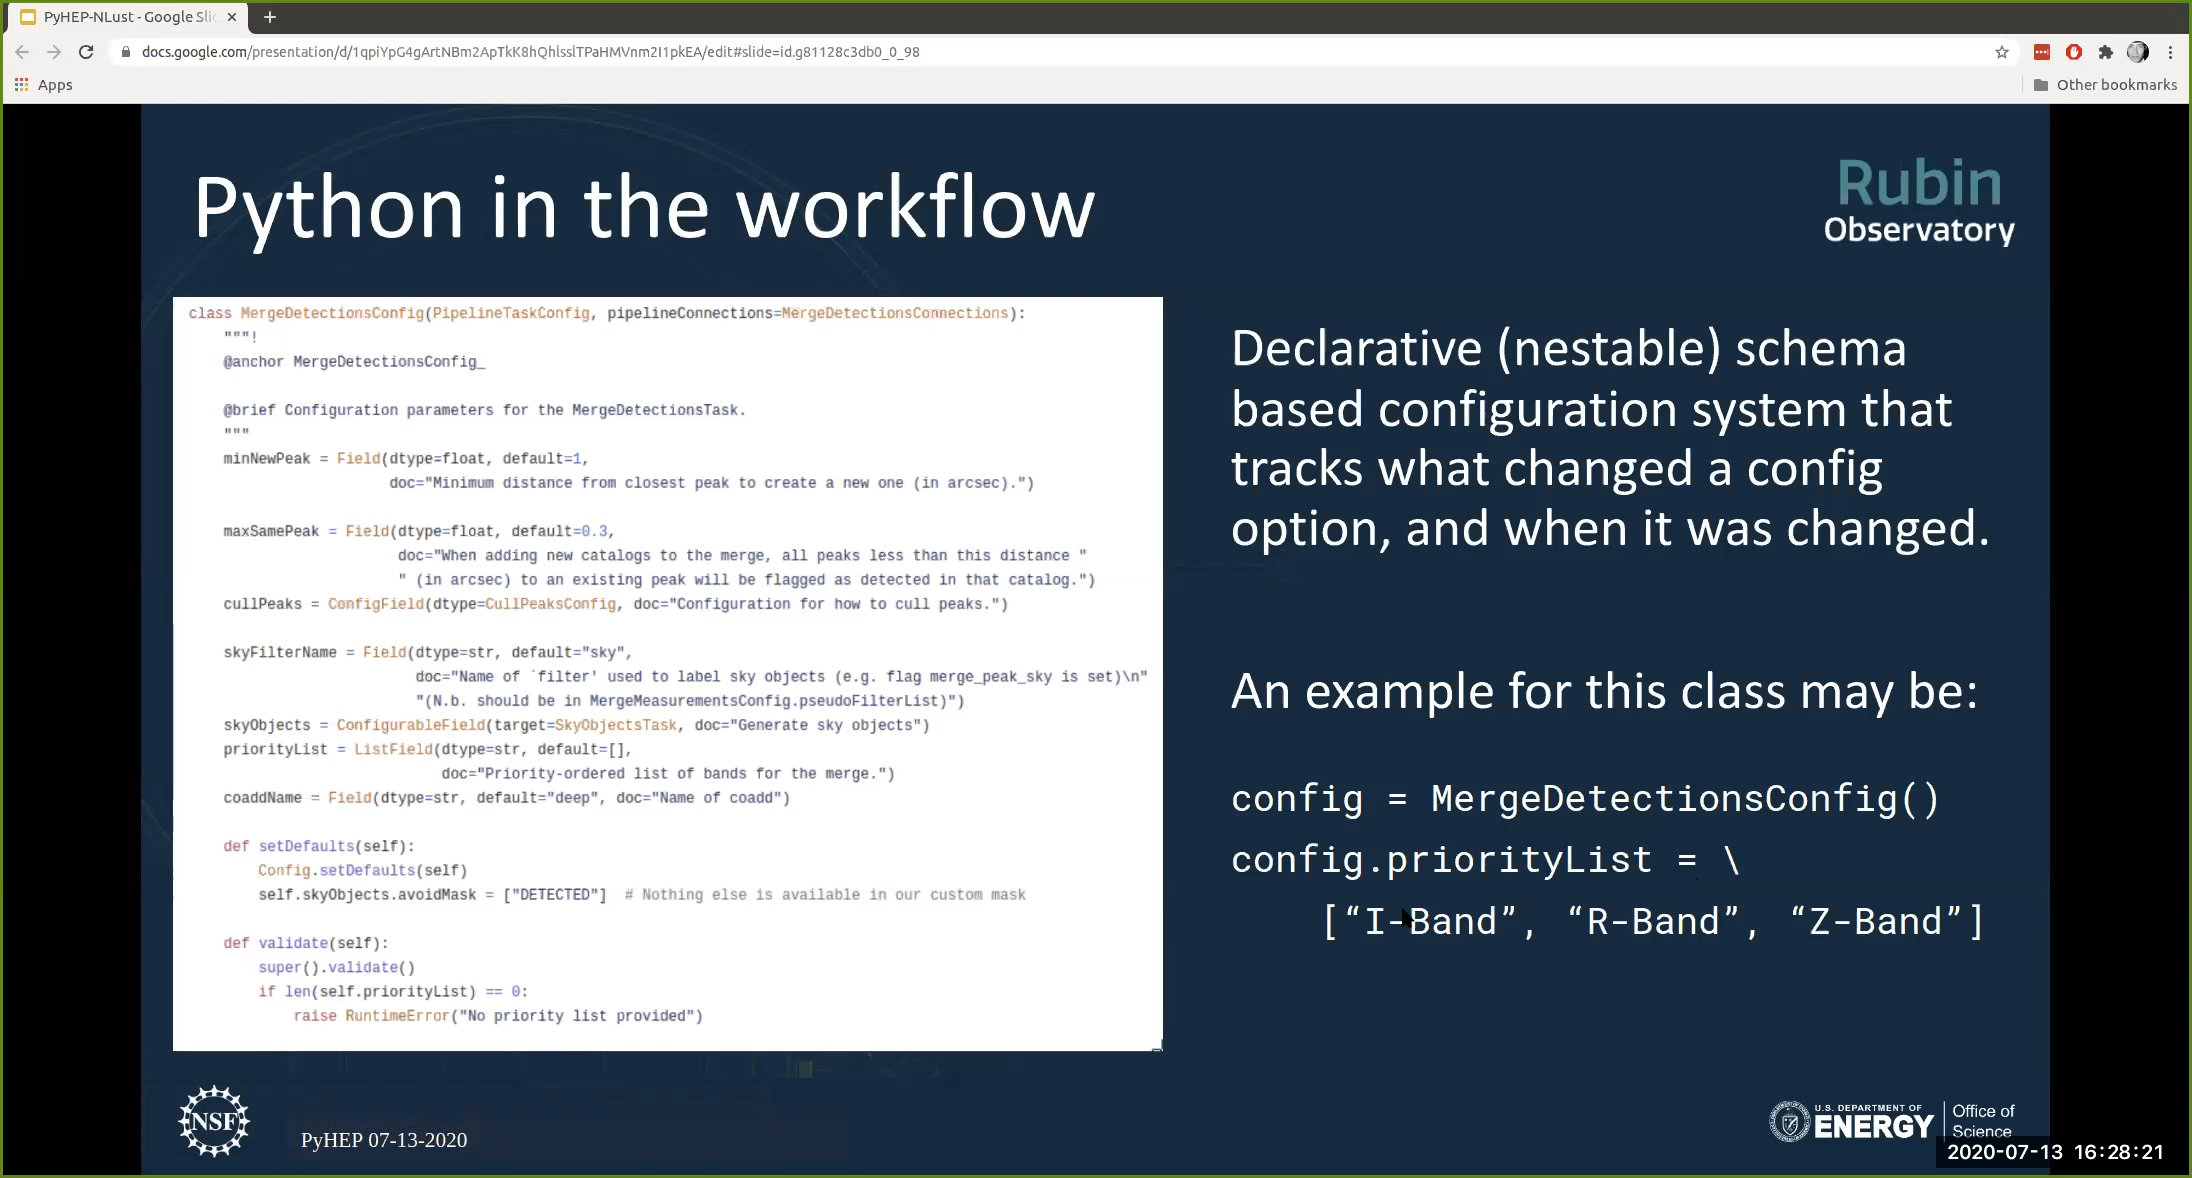 PyHEP-NLust - Google Slic
docs.google.com/presentation/d/1qpiYpG4gArtNBm2ApTkK8hQhlsslTPaHMVnm2I1pkEA/edit#slide=id.g81128c3db0_0_98
Apps
Other bookmarks
Python in the workflow
Rubin
Observatory
class MergeDetectionsConfig(PipelineTaskConfig, pipelineConnections=MergeDetectionsConnections):
"""!
@anchor MergeDetectionsConfig_
@brief Configuration parameters for the MergeDetectionsTask.
"""
minNewPeak = Field(dtype=float, default=1,
doc="Minimum distance from closest peak to create a new one (in arcsec).")
maxSamePeak = Field(dtype=float, default=0.3,
doc="When adding new catalogs to the merge, all peaks less than this distance "
" (in arcsec) to an existing peak will be flagged as detected in that catalog.")
cullPeaks = ConfigField(dtype=CullPeaksConfig, doc="Configuration for how to cull peaks.")
skyFilterName = Field(dtype=str, default="sky",
doc="Name of `filter' used to label sky objects (e.g. flag merge_peak_sky is set)\n"
"(N.b. should be in MergeMeasurementsConfig.pseudoFilterList)")
skyObjects = ConfigurableField(target=SkyObjectsTask, doc="Generate sky objects")
priorityList = ListField(dtype=str, default=[],
doc="Priority-ordered list of bands for the merge.")
coaddName = Field(dtype=str, default="deep", doc="Name of coadd")
def setDefaults(self):
Config.setDefaults(self)
self.skyObjects.avoidMask = ["DETECTED"]  # Nothing else is available in our custom mask
def validate(self):
super().validate()
if len(self.priorityList) == 0:
raise RuntimeError("No priority list provided")
Declarative (nestable) schema
based configuration system that
tracks what changed a config
option, and when it was changed.
An example for this class may be:
config = MergeDetectionsConfig()
config.priorityList = \
[“I-Band”, “R-Band”, “Z-Band”]
NSF
PyHEP 07-13-2020
U.S. DEPARTMENT OF
ENERGY
Office of
Science
2020-07-13 16:28:21